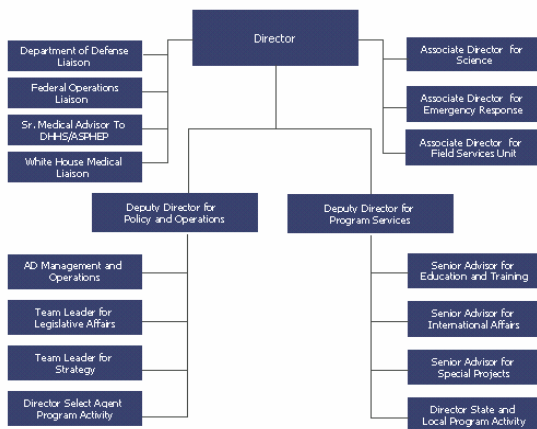 Director
Department of Defense
Liaison
Federal Operations
Liaison
Sr. Medical Advisor To
DHHS/ASPHEP
White House Medical
Liaison
Associate Director for
Science
Associate Director for
Emergency Response
Associate Director for
Field Services Unit
Deputy Director for
Policy and Operations
Deputy Director for
Program Services
AD Management and
Operations
Team Leader for
Legislative Affairs
Team Leader for
Strategy
Director Select Agent
Program Activity
Senior Advisor for
Education and Training
Senior Advisor for
International Affairs
Senior Advisor for
Special Projects
Director State and
Local Program Activity